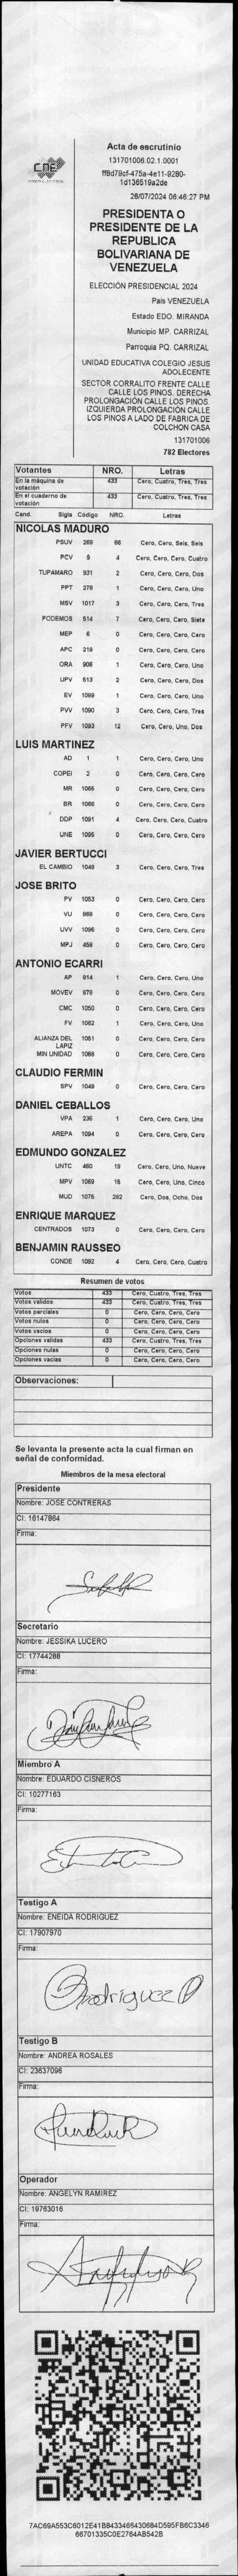 CNE
Acta de escrutinio
131701006.02.1.0001
ff8d79cf-475a-4e11-9280-
1d136519a2de
28/07/2024 06:46:27 PM
PRESIDENTA O
PRESIDENTE DE LA
REPUBLICA
BOLIVARIANA DE
VENEZUELA
ELECCIÓN PRESIDENCIAL 2024
País VENEZUELA
Estado EDO. MIRANDA
Municipio MP. CARRIZAL
Parroquia PQ. CARRIZAL
UNIDAD EDUCATIVA COLEGIO JESUS
ADOLECENTE
SECTOR CORRALITO FRENTE CALLE
CALLE LOS PINOS. DERECHA
PROLONGACIÓN CALLE LOS PINOS.
IZQUIERDA PROLONGACIÓN CALLE
LOS PINOS A LADO DE FABRICA DE
COLCHON CASA
131701006
782 Electores
Votantes NRO. Letras
En la máquina de votación 433 Cero, Cuatro, Tres, Tres
En el cuaderno de votación 433 Cero, Cuatro, Tres, Tres
Cand. Sigla Código NRO. Letras
NICOLAS MADURO
PSUV 269 66 Cero, Cero, Seis, Seis
PCV 9 4 Cero, Cero, Cero, Cuatro
TUPAMARO 931 2 Cero, Cero, Cero, Dos
PPT 276 1 Cero, Cero, Cero, Uno
MSV 1017 3 Cero, Cero, Cero, Tres
PODEMOS 514 7 Cero, Cero, Cero, Siete
MEP 6 0 Cero, Cero, Cero, Cero
APC 219 0 Cero, Cero, Cero, Cero
ORA 906 1 Cero, Cero, Cero, Uno
UPV 513 2 Cero, Cero, Cero, Dos
EV 1099 1 Cero, Cero, Cero, Uno
PVV 1090 3 Cero, Cero, Cero, Tres
PFV 1093 12 Cero, Cero, Uno, Dos
LUIS MARTINEZ
AD 1 1 Cero, Cero, Cero, Uno
COPEI 2 0 Cero, Cero, Cero, Cero
MR 1065 0 Cero, Cero, Cero, Cero
BR 1088 0 Cero, Cero, Cero, Cero
DDP 1091 4 Cero, Cero, Cero, Cuatro
UNE 1095 0 Cero, Cero, Cero, Cero
JAVIER BERTUCCI
EL CAMBIO 1048 3 Cero, Cero, Cero, Tres
JOSE BRITO
PV 1053 0 Cero, Cero, Cero, Cero
VU 868 0 Cero, Cero, Cero, Cero
UVV 1096 0 Cero, Cero, Cero, Cero
MPJ 458 0 Cero, Cero, Cero, Cero
ANTONIO ECARRI
AP 914 1 Cero, Cero, Cero, Uno
MOVEV 979 0 Cero, Cero, Cero, Cero
CMC 1050 0 Cero, Cero, Cero, Cero
FV 1062 1 Cero, Cero, Cero, Uno
ALIANZA DEL LAPIZ 1051 0 Cero, Cero, Cero, Cero
MIN UNIDAD 1068 0 Cero, Cero, Cero, Cero
CLAUDIO FERMIN
SPV 1049 0 Cero, Cero, Cero, Cero
DANIEL CEBALLOS
VPA 236 1 Cero, Cero, Cero, Uno
AREPA 1094 0 Cero, Cero, Cero, Cero
EDMUNDO GONZALEZ
UNTC 460 19 Cero, Cero, Uno, Nueve
MPV 1069 15 Cero, Cero, Uno, Cinco
MUD 1076 282 Cero, Dos, Ocho, Dos
ENRIQUE MARQUEZ
CENTRADOS 1073 0 Cero, Cero, Cero, Cero
BENJAMIN RAUSSEO
CONDE 1092 4 Cero, Cero, Cero, Cuatro
Resumen de votos
Votos 433 Cero, Cuatro, Tres, Tres
Votos validos 433 Cero, Cuatro, Tres, Tres
Votos parciales 0 Cero, Cero, Cero, Cero
Votos nulos 0 Cero, Cero, Cero, Cero
Votos vacios 0 Cero, Cero, Cero, Cero
Opciones validas 433 Cero, Cuatro, Tres, Tres
Opciones nulas 0 Cero, Cero, Cero, Cero
Opciones vacias 0 Cero, Cero, Cero, Cero
Observaciones:
Se levanta la presente acta la cual firman en
señal de conformidad.
Miembros de la mesa electoral
Presidente
Nombre: JOSE CONTRERAS
CI: 16147864
Firma:
Secretario
Nombre: JESSIKA LUCERO
CI: 17744288
Firma:
Miembro A
Nombre: EDUARDO CISNEROS
CI: 10277163
Firma:
Testigo A
Nombre: ENEIDA RODRIGUEZ
CI: 17907970
Firma:
Rodriguez
Testigo B
Nombre: ANDREA ROSALES
CI: 23637096
Firma:
Operador
Nombre: ANGELYN RAMIREZ
CI: 19763016
Firma:
7AC69A553C6012E41B8433465430684D595FB6C3346
66701335C0E2764AB542B